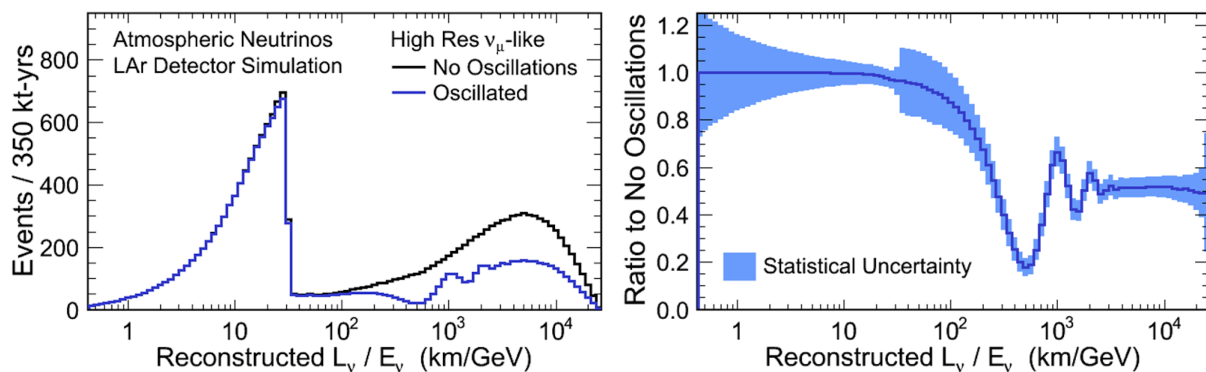 Events / 350 kt-yrs
800
600
400
200
0
Atmospheric Neutrinos
LAr Detector Simulation
High Res νμ-like
No Oscillations
Oscillated
1
10
10²
10³
10⁴
Reconstructed Lν / Eν (km/GeV)
Ratio to No Oscillations
1.2
1.0
0.8
0.6
0.4
0.2
0.0
Statistical Uncertainty
1
10
10²
10³
10⁴
Reconstructed Lν / Eν (km/GeV)